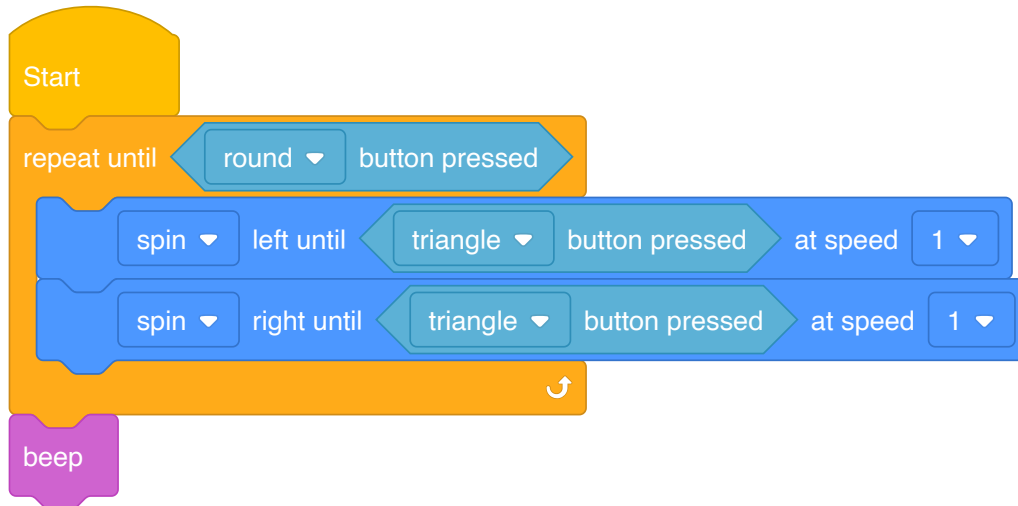 Start
repeat until round button pressed
spin left until triangle button pressed at speed 1
spin right until triangle button pressed at speed 1
beep